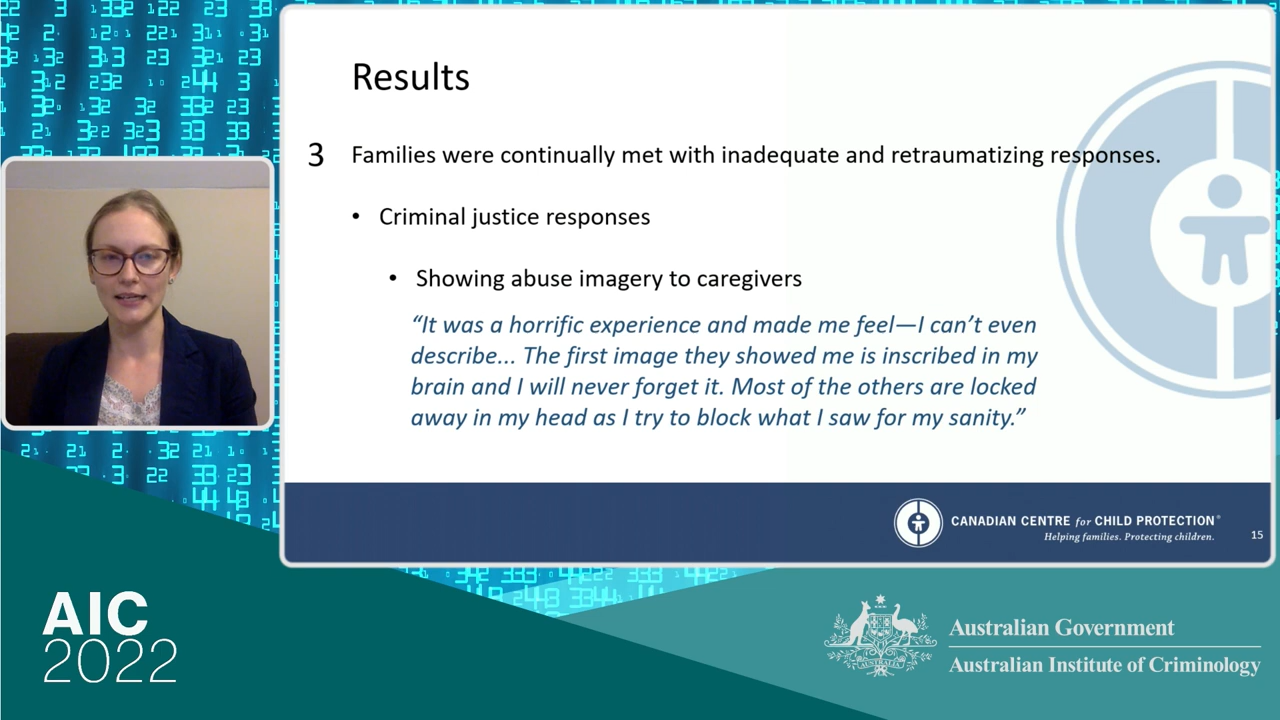 Results
3 Families were continually met with inadequate and retraumatizing responses.
• Criminal justice responses
• Showing abuse imagery to caregivers
“It was a horrific experience and made me feel—I can’t even
describe... The first image they showed me is inscribed in my
brain and I will never forget it. Most of the others are locked
away in my head as I try to block what I saw for my sanity.”
CANADIAN CENTRE for CHILD PROTECTION®
Helping families. Protecting children.
15
AIC
2022
AUSTRALIA
Australian Government
Australian Institute of Criminology